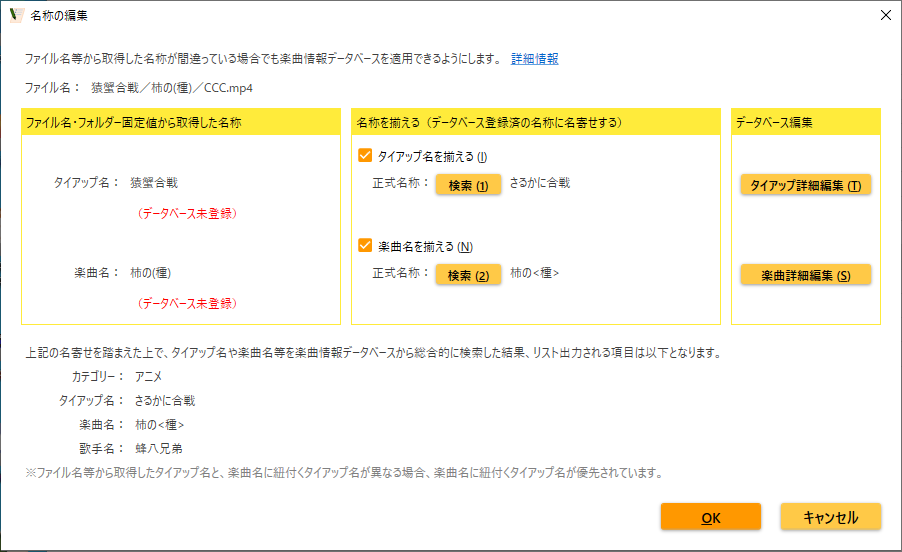 名称の編集
ファイル名等から取得した名称が間違っている場合でも楽曲情報データベースを適用できるようにします。 詳細情報
ファイル名： 猿蟹合戦／柿の(種)／CCC.mp4
ファイル名・フォルダー固定値から取得した名称
タイアップ名： 猿蟹合戦
（データベース未登録）
楽曲名： 柿の(種)
（データベース未登録）
名称を揃える（データベース登録済の名称に名寄せする）
タイアップ名を揃える (I)
正式名称： 検索 (1) さるかに合戦
楽曲名を揃える (N)
正式名称： 検索 (2) 柿の<種>
データベース編集
タイアップ詳細編集 (T)
楽曲詳細編集 (S)
上記の名寄せを踏まえた上で、タイアップ名や楽曲名等を楽曲情報データベースから総合的に検索した結果、リスト出力される項目は以下となります。
カテゴリー： アニメ
タイアップ名： さるかに合戦
楽曲名： 柿の<種>
歌手名： 蜂八兄弟
※ファイル名等から取得したタイアップ名と、楽曲名に紐付くタイアップ名が異なる場合、楽曲名に紐付くタイアップ名が優先されています。
OK
キャンセル